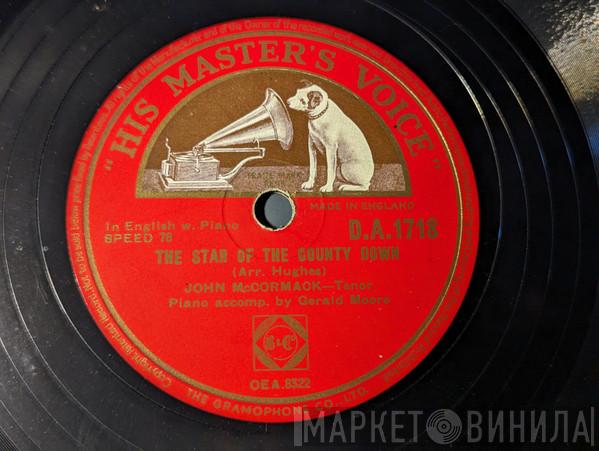 "HIS MASTER'S VOICE"
TRADE MARK
MADE IN ENGLAND
In English w. Piano
SPEED 78
D.A.1718
THE STAR OF THE COUNTY DOWN
(Arr. Hughes)
JOHN McCORMACK—Tenor
Piano accomp. by Gerald Moore
OEA.8322
THE GRAMOPHONE CO., LTD.
МАРКЕТ ВИНИЛА